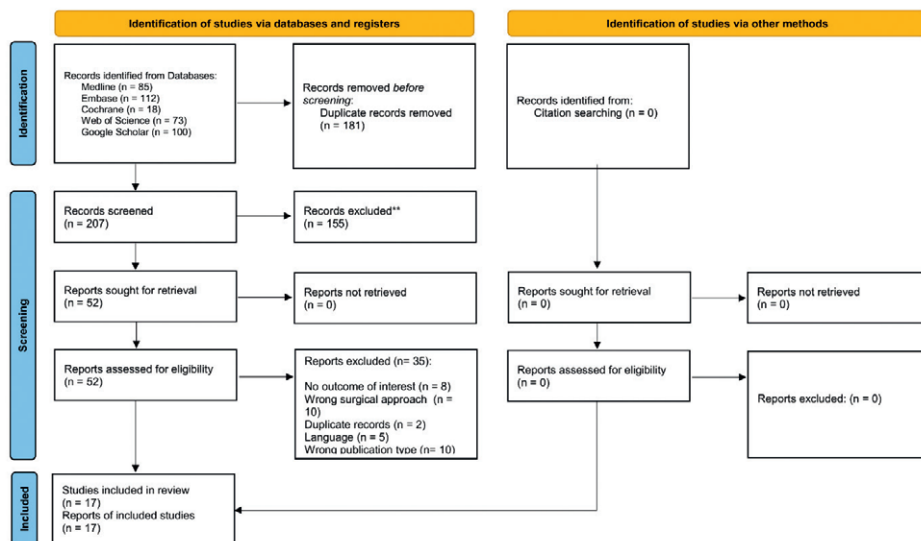 Identification of studies via databases and registers
Identification of studies via other methods
Identification
Records identified from Databases:
Medline (n = 85)
Embase (n = 112)
Cochrane (n = 18)
Web of Science (n = 73)
Google Scholar (n = 100)
Records removed before
screening:
Duplicate records removed
(n = 181)
Records identified from:
Citation searching (n = 0)
Screening
Records screened
(n = 207)
Records excluded**
(n = 155)
Reports sought for retrieval
(n = 52)
Reports not retrieved
(n = 0)
Reports sought for retrieval
(n = 0)
Reports not retrieved
(n = 0)
Reports assessed for eligibility
(n = 52)
Reports excluded (n= 35):
No outcome of interest (n = 8)
Wrong surgical approach (n =
10)
Duplicate records (n = 2)
Language (n = 5)
Wrong publication type (n= 10)
Reports assessed for eligibility
(n = 0)
Reports excluded: (n = 0)
Included
Studies included in review
(n = 17)
Reports of included studies
(n = 17)